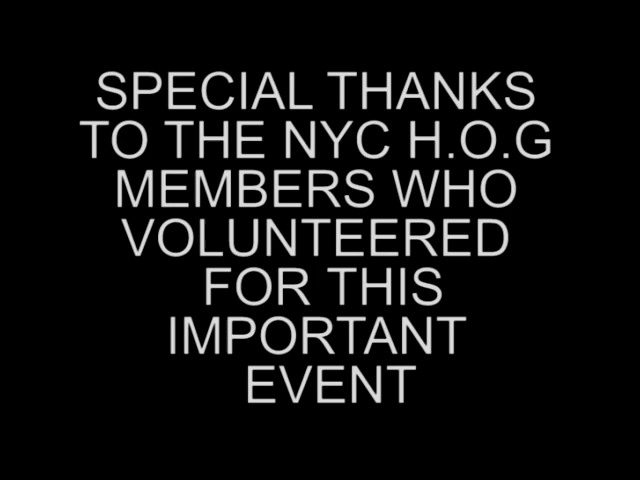 SPECIAL THANKS
TO THE NYC H.O.G
MEMBERS WHO
VOLUNTEERED
FOR THIS
IMPORTANT
EVENT